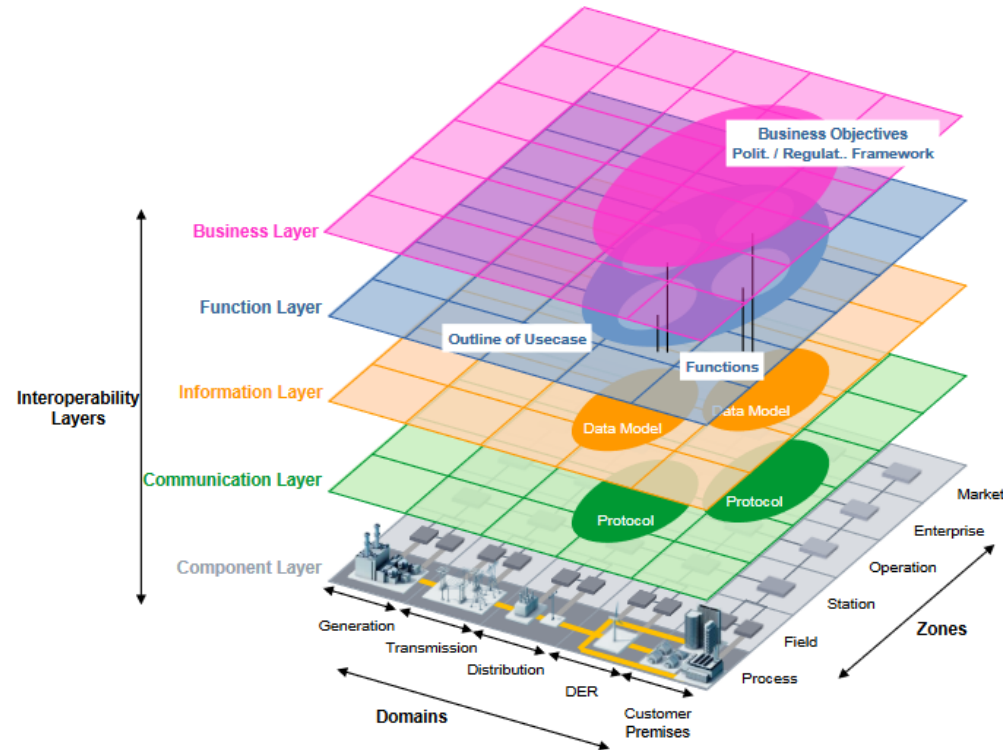 Business Objectives
Polit. / Regulat.. Framework
Business Layer
Function Layer
Outline of Usecase
Functions
Information Layer
Interoperability
Layers
Data Model
Data Model
Communication Layer
Protocol
Protocol
Component Layer
Market
Enterprise
Operation
Station
Field
Process
Zones
Generation
Transmission
Distribution
DER
Customer
Premises
Domains